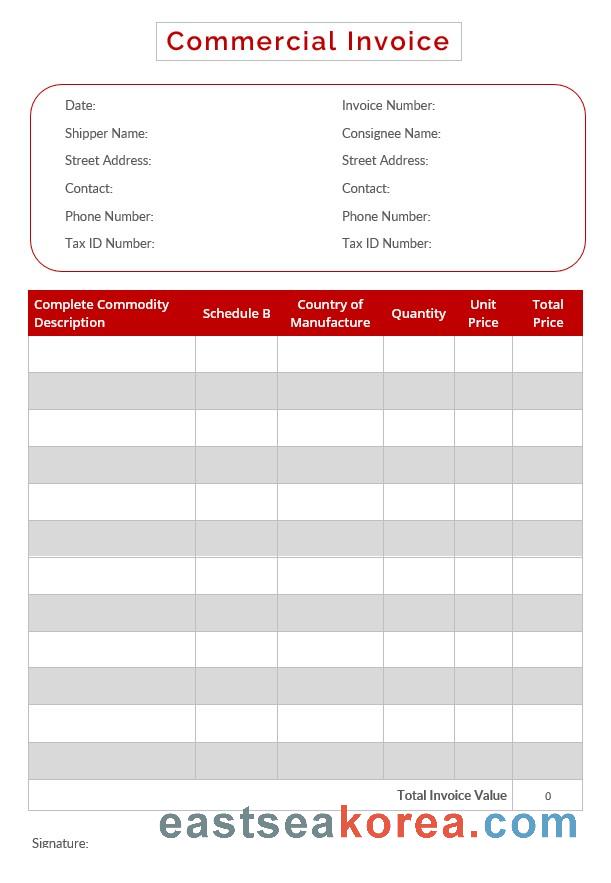 Commercial Invoice
Date:
Invoice Number:
Shipper Name:
Consignee Name:
Street Address:
Street Address:
Contact:
Contact:
Phone Number:
Phone Number:
Tax ID Number:
Tax ID Number:
Complete Commodity
Description
Schedule B
Country of
Manufacture
Quantity
Unit
Price
Total
Price
Total Invoice Value
0
eastseakorea.com
Signature: